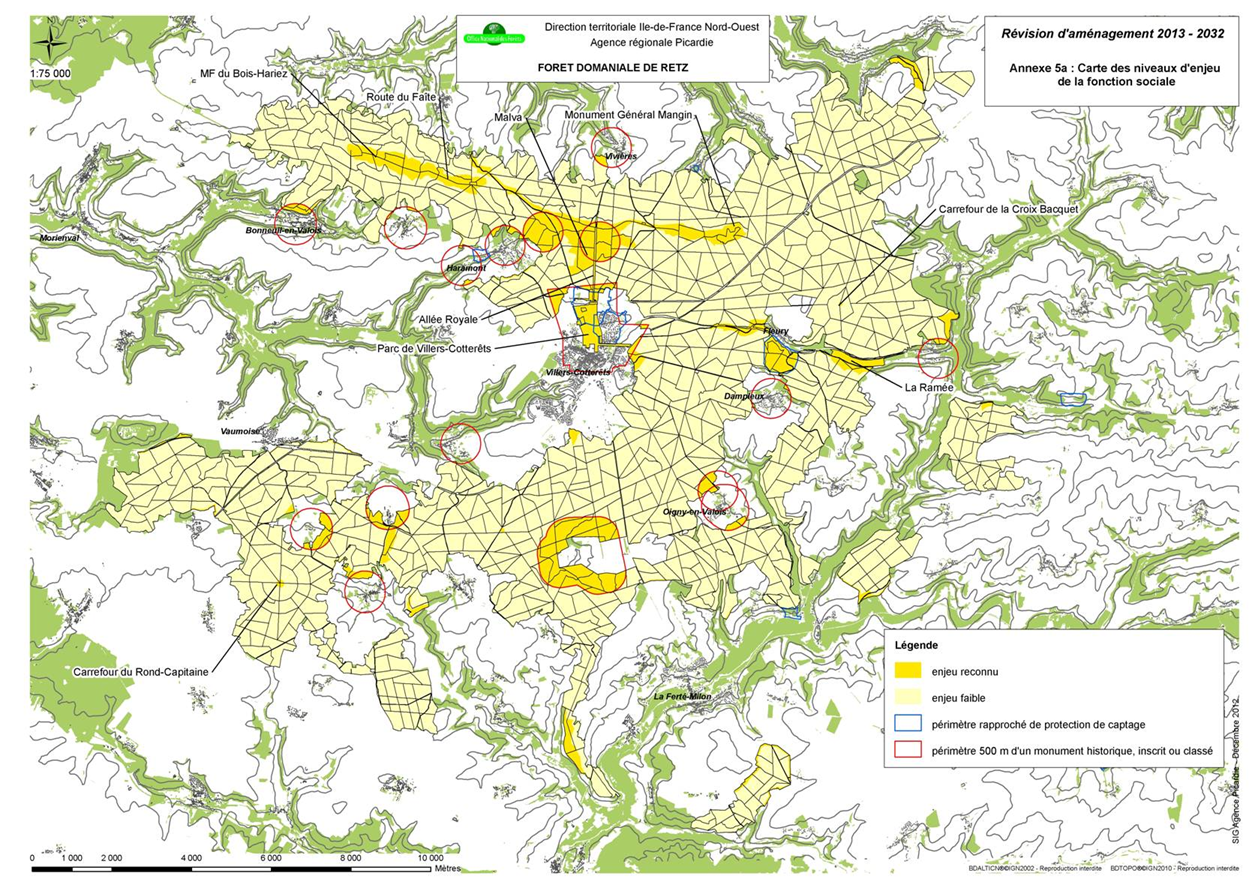 N
1:75 000
Office National des Forêts
Direction territoriale Ile-de-France Nord-Ouest
Agence régionale Picardie
FORET DOMANIALE DE RETZ
Révision d'aménagement 2013 - 2032
Annexe 5a : Carte des niveaux d'enjeu
de la fonction sociale
MF du Bois-Hariez
Route du Faîte
Malva
Monument Général Mangin
Vivières
Carrefour de la Croix Bacquet
Bonneuil-en-Valois
Morienval
Haramont
Allée Royale
Fleury
Parc de Villers-Cotterêts
Villers-Cotterêts
La Ramée
Dampleux
Vaumoise
Oigny-en-Valois
Carrefour du Rond-Capitaine
La Ferté-Milon
Légende
enjeu reconnu
enjeu faible
périmètre rapproché de protection de captage
périmètre 500 m d'un monument historique, inscrit ou classé
SIG Agence Picardie - Décembre 2012
0 1 000 2 000 4 000 6 000 8 000 10 000
Mètres
BDALTICN®©IGN2002 - Reproduction interdite BDTOPO®©IGN2010 - Reproduction interdite